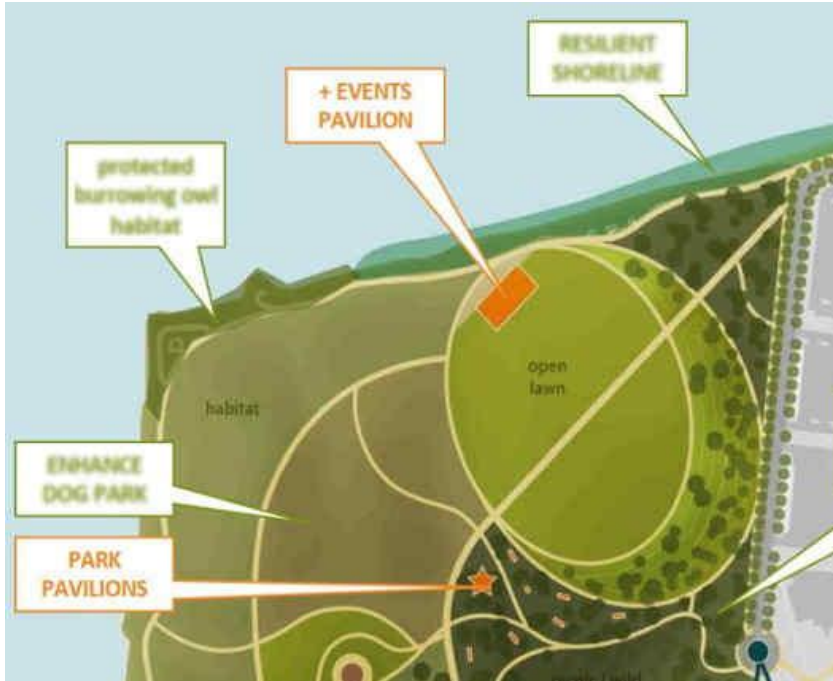 RESILIENT
SHORELINE
+ EVENTS
PAVILION
protected
burrowing owl
habitat
open
lawn
habitat
ENHANCE
DOG PARK
PARK
PAVILIONS